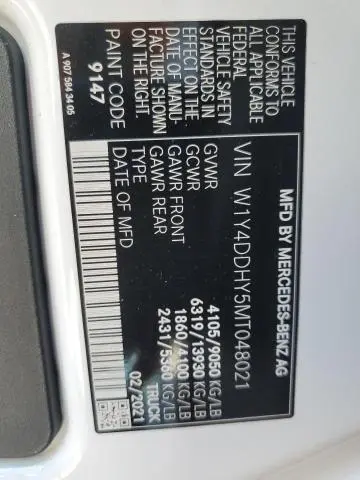 MFD BY MERCEDES-BENZ AG
VIN W1Y4DDHY5MT048021
GVWR 4105/9050 KG/LB
GCWR 6319/13930 KG/LB
GAWR FRONT 1860/4100 KG/LB
GAWR REAR 2431/5360 KG/LB
TYPE TRUCK
DATE OF MFD 02/2021
THIS VEHICLE
CONFORMS TO
ALL APPLICABLE
FEDERAL
VEHICLE SAFETY
STANDARDS IN
EFFECT ON THE
DATE OF MANU-
FACTURE SHOWN
ON THE RIGHT.
PAINT CODE
9147
A 907 584 34 05